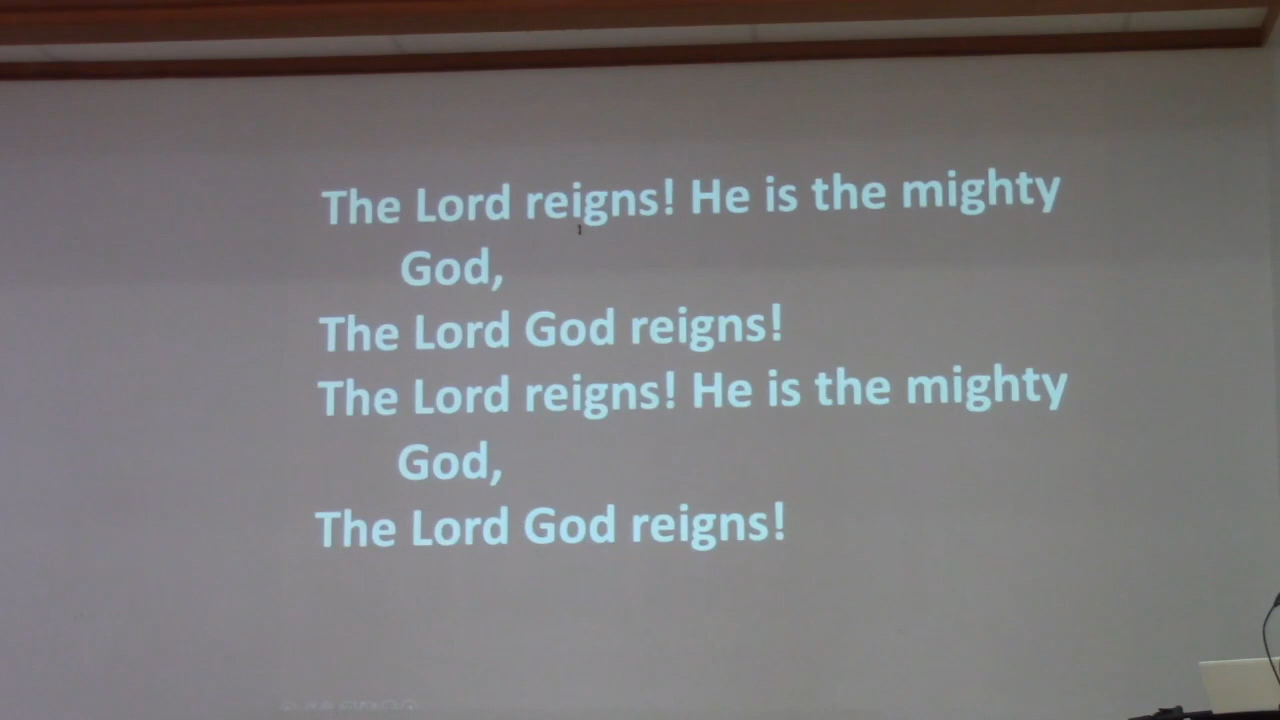 The Lord reigns! He is the mighty
God,
The Lord God reigns!
The Lord reigns! He is the mighty
God,
The Lord God reigns!